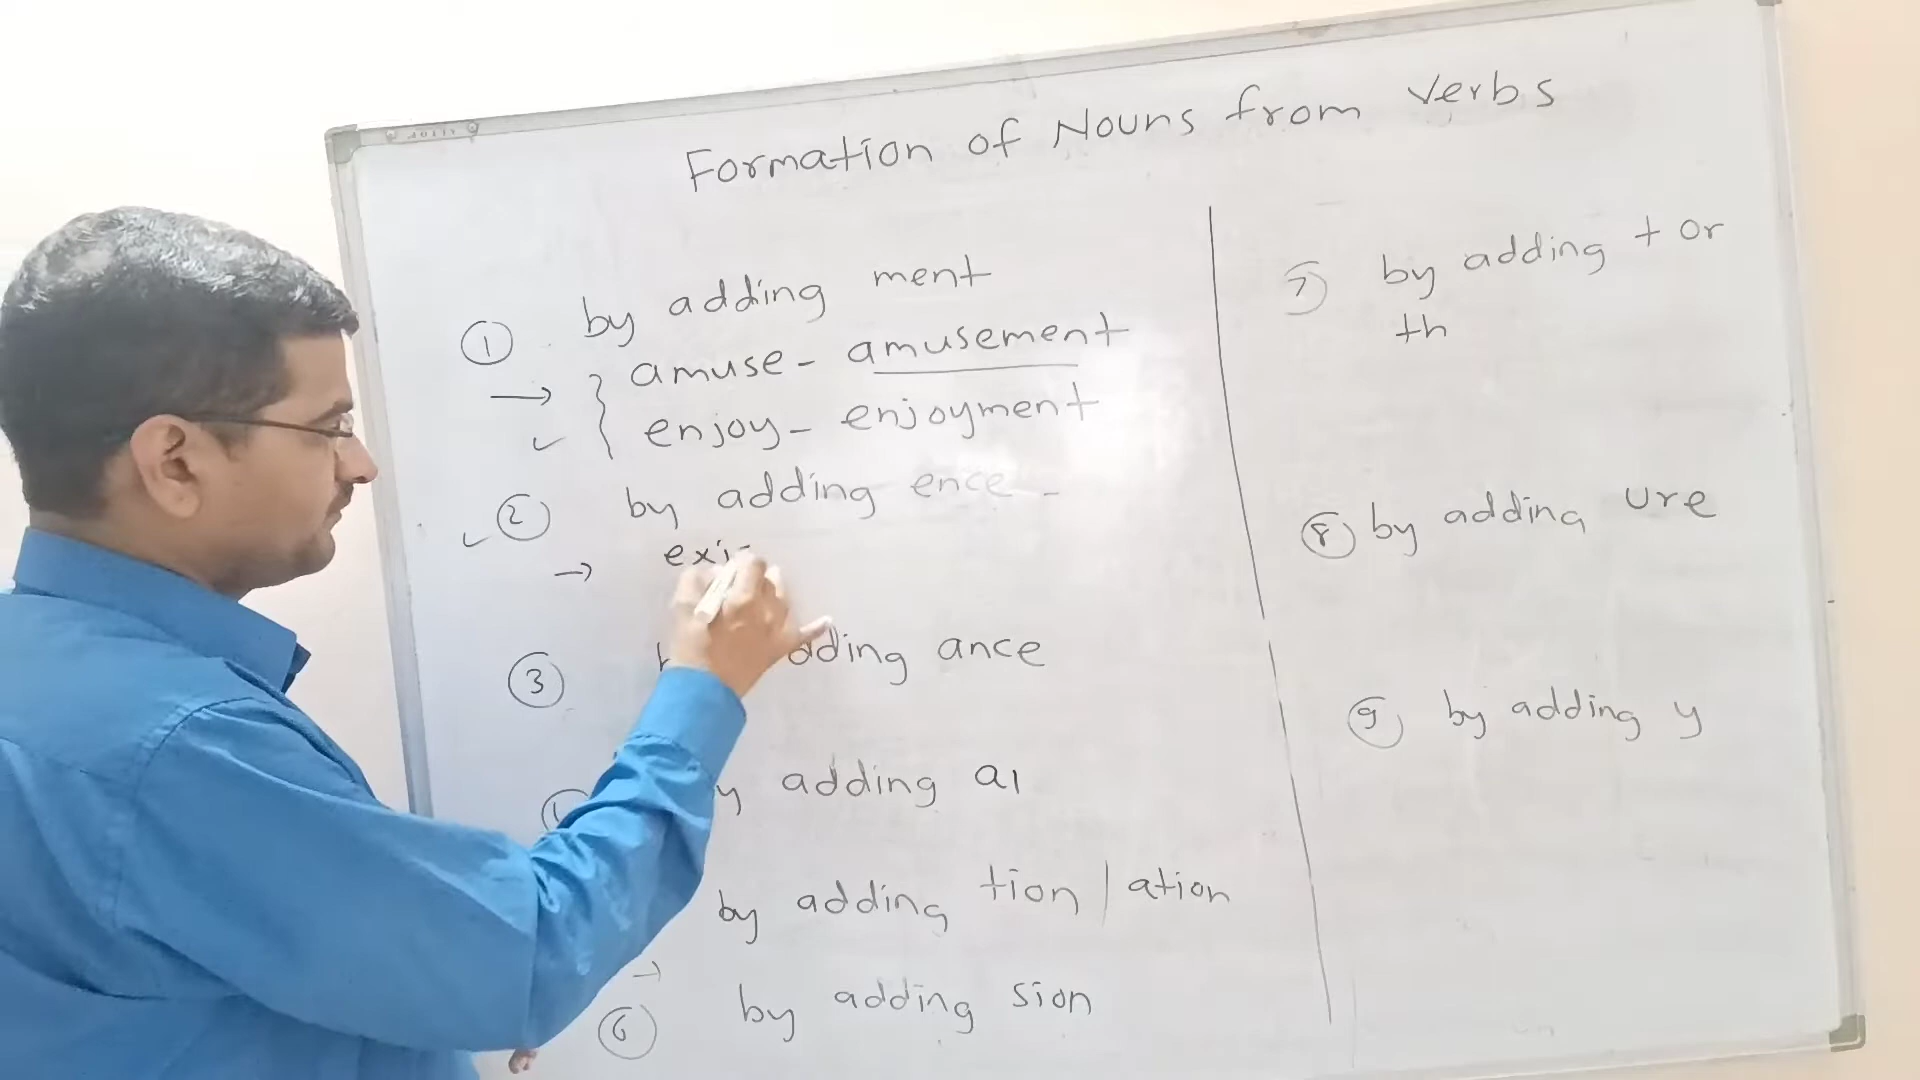 Formation of Nouns from Verbs
① by adding ment
→ { amuse - amusement
✓ enjoy - enjoyment
✓ ② by adding ence -
→ exi
③ adding ance
adding al
by adding tion / ation
→
⑥ by adding sion
⑦ by adding t or
th
⑧ by adding ure
⑨ by adding y